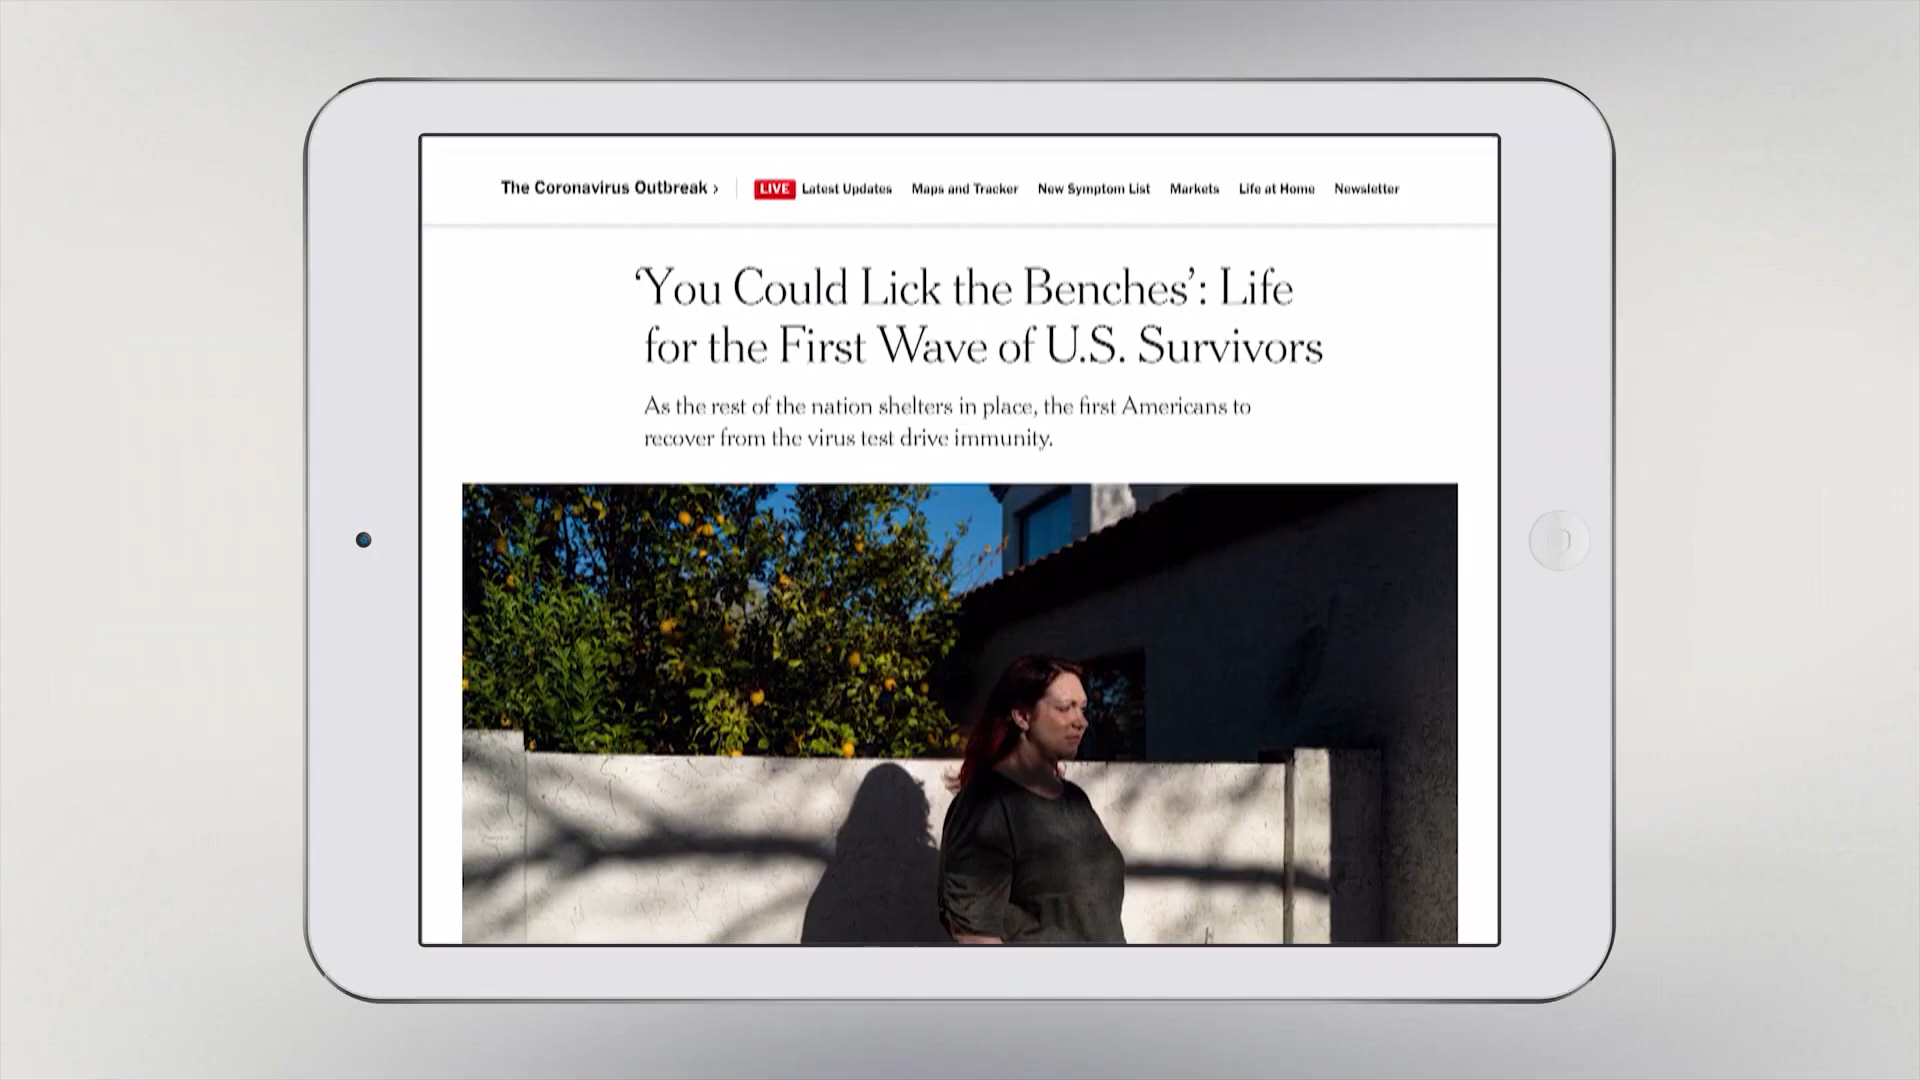 The Coronavirus Outbreak › LIVE Latest Updates Maps and Tracker New Symptom List Markets Life at Home Newsletter
‘You Could Lick the Benches’: Life
for the First Wave of U.S. Survivors
As the rest of the nation shelters in place, the first Americans to
recover from the virus test drive immunity.